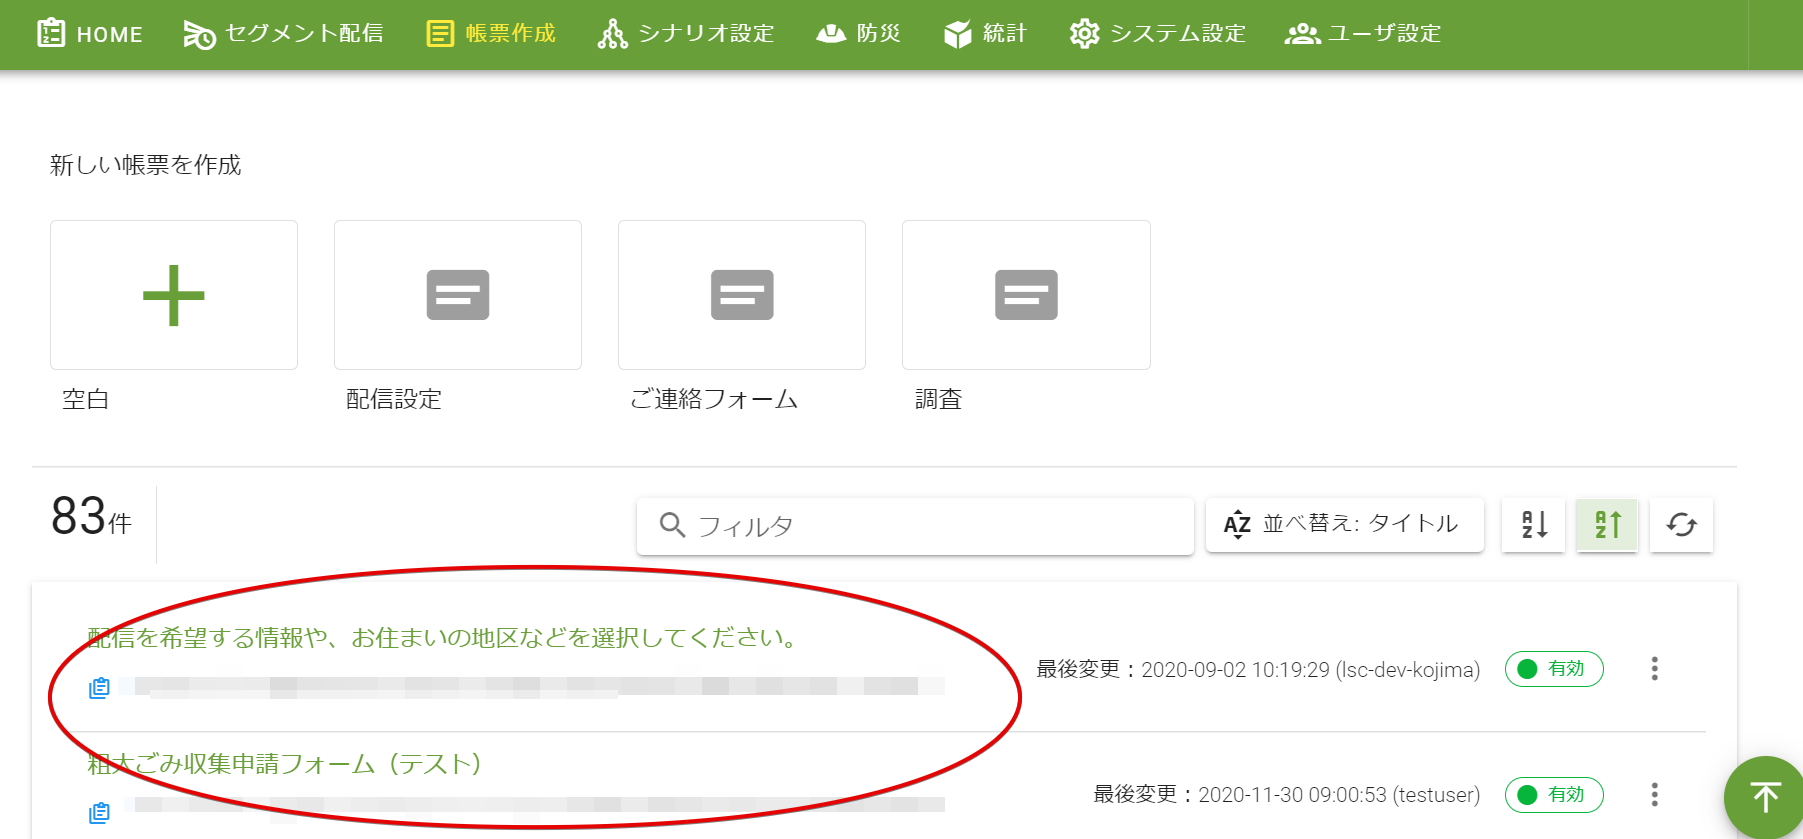 HOME セグメント配信 帳票作成 シナリオ設定 防災 統計 システム設定 ユーザ設定
新しい帳票を作成
空白 配信設定 ご連絡フォーム 調査
83件 フィルタ AZ 並べ替え: タイトル AZ AZ
配信を希望する情報や、お住まいの地区などを選択してください。
最後変更：2020-09-02 10:19:29 (lsc-dev-kojima) 有効
粗大ごみ収集申請フォーム（テスト）
最後変更：2020-11-30 09:00:53 (testuser) 有効